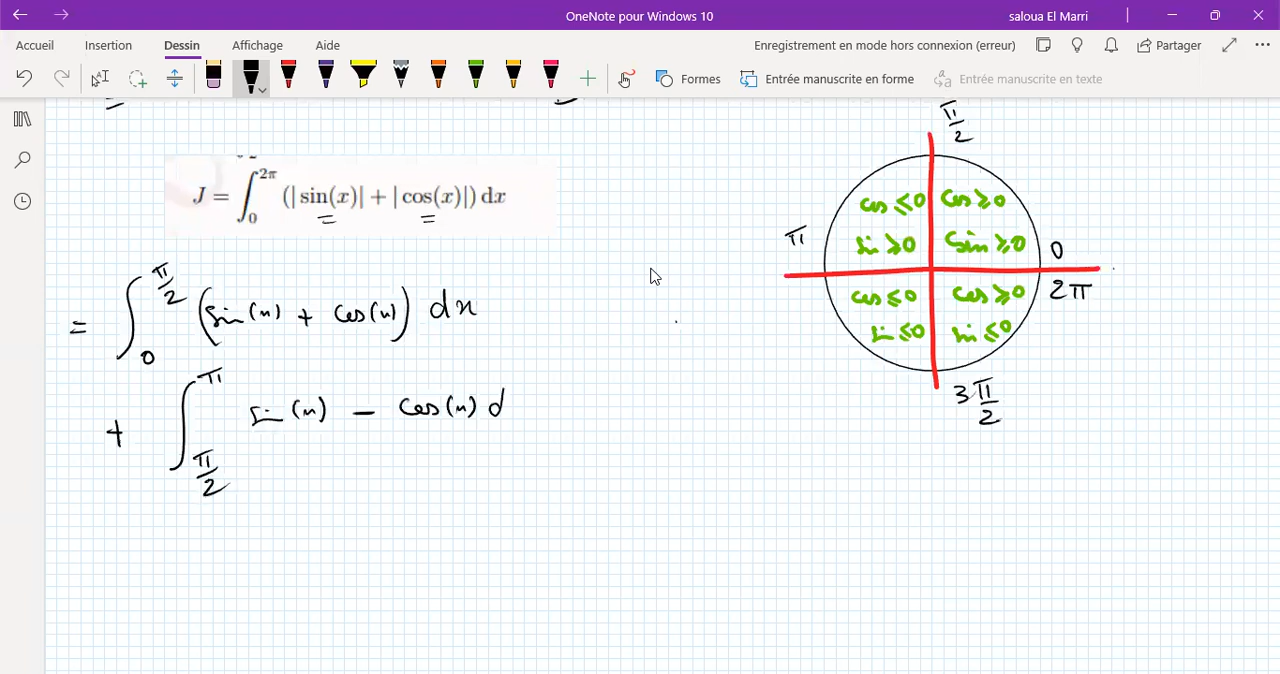 OneNote pour Windows 10
saloua El Marri
Accueil Insertion Dessin Affichage Aide
Enregistrement en mode hors connexion (erreur)
Partager
Formes
Entrée manuscrite en forme
Entrée manuscrite en texte
J = ∫₀^2π (|sin(x)| + |cos(x)|) dx
= ∫₀^π/2 (sin(x) + cos(x)) dx
+ ∫_π/2^π sin(x) − cos(x) d
π/2
cos ≤ 0 cos ≥ 0
π sin ≥ 0 sin ≥ 0 0
cos ≤ 0 cos ≥ 0 2π
sin ≤ 0 sin ≤ 0
3π/2